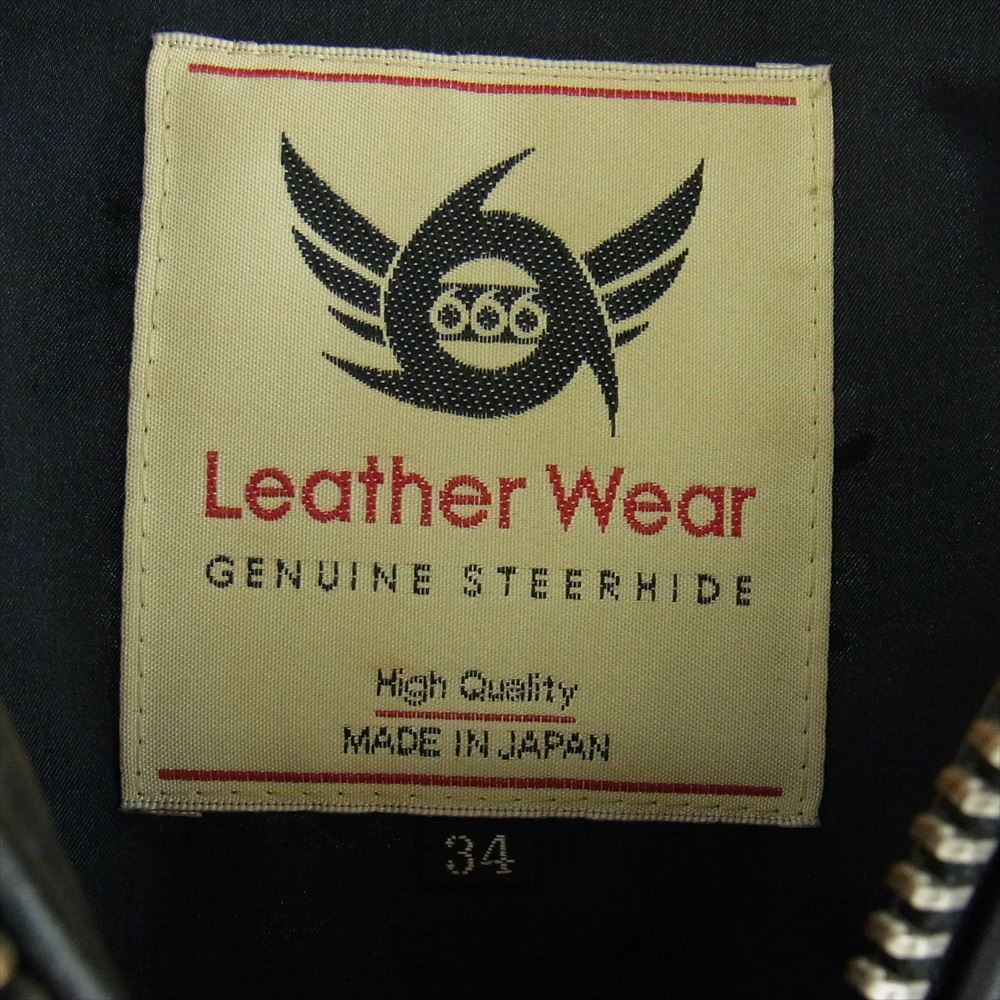 666
Leather Wear
GENUINE STEERHIDE
High Quality
MADE IN JAPAN
34